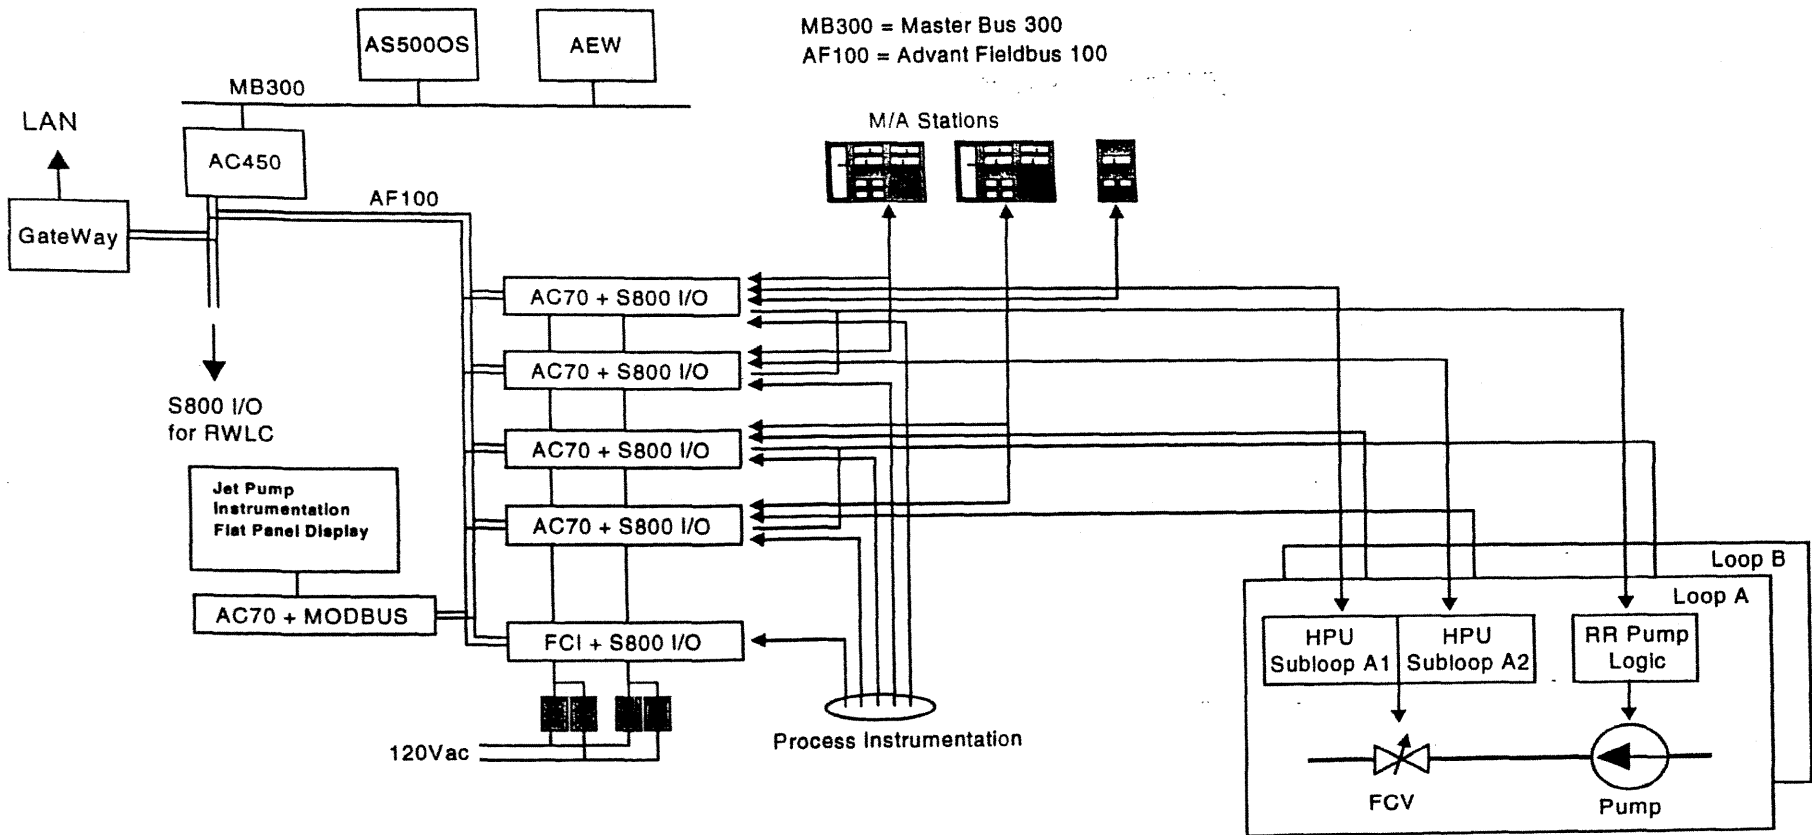 MB300 = Master Bus 300
AF100 = Advant Fieldbus 100
AS500OS
AEW
MB300
LAN
AC450
M/A Stations
AF100
GateWay
AC70 + S800 I/O
AC70 + S800 I/O
S800 I/O
for RWLC
AC70 + S800 I/O
Jet Pump
Instrumentation
Flat Panel Display
AC70 + S800 I/O
Loop B
Loop A
AC70 + MODBUS
FCI + S800 I/O
HPU
Subloop A1
HPU
Subloop A2
RR Pump
Logic
120Vac
Process Instrumentation
FCV
Pump